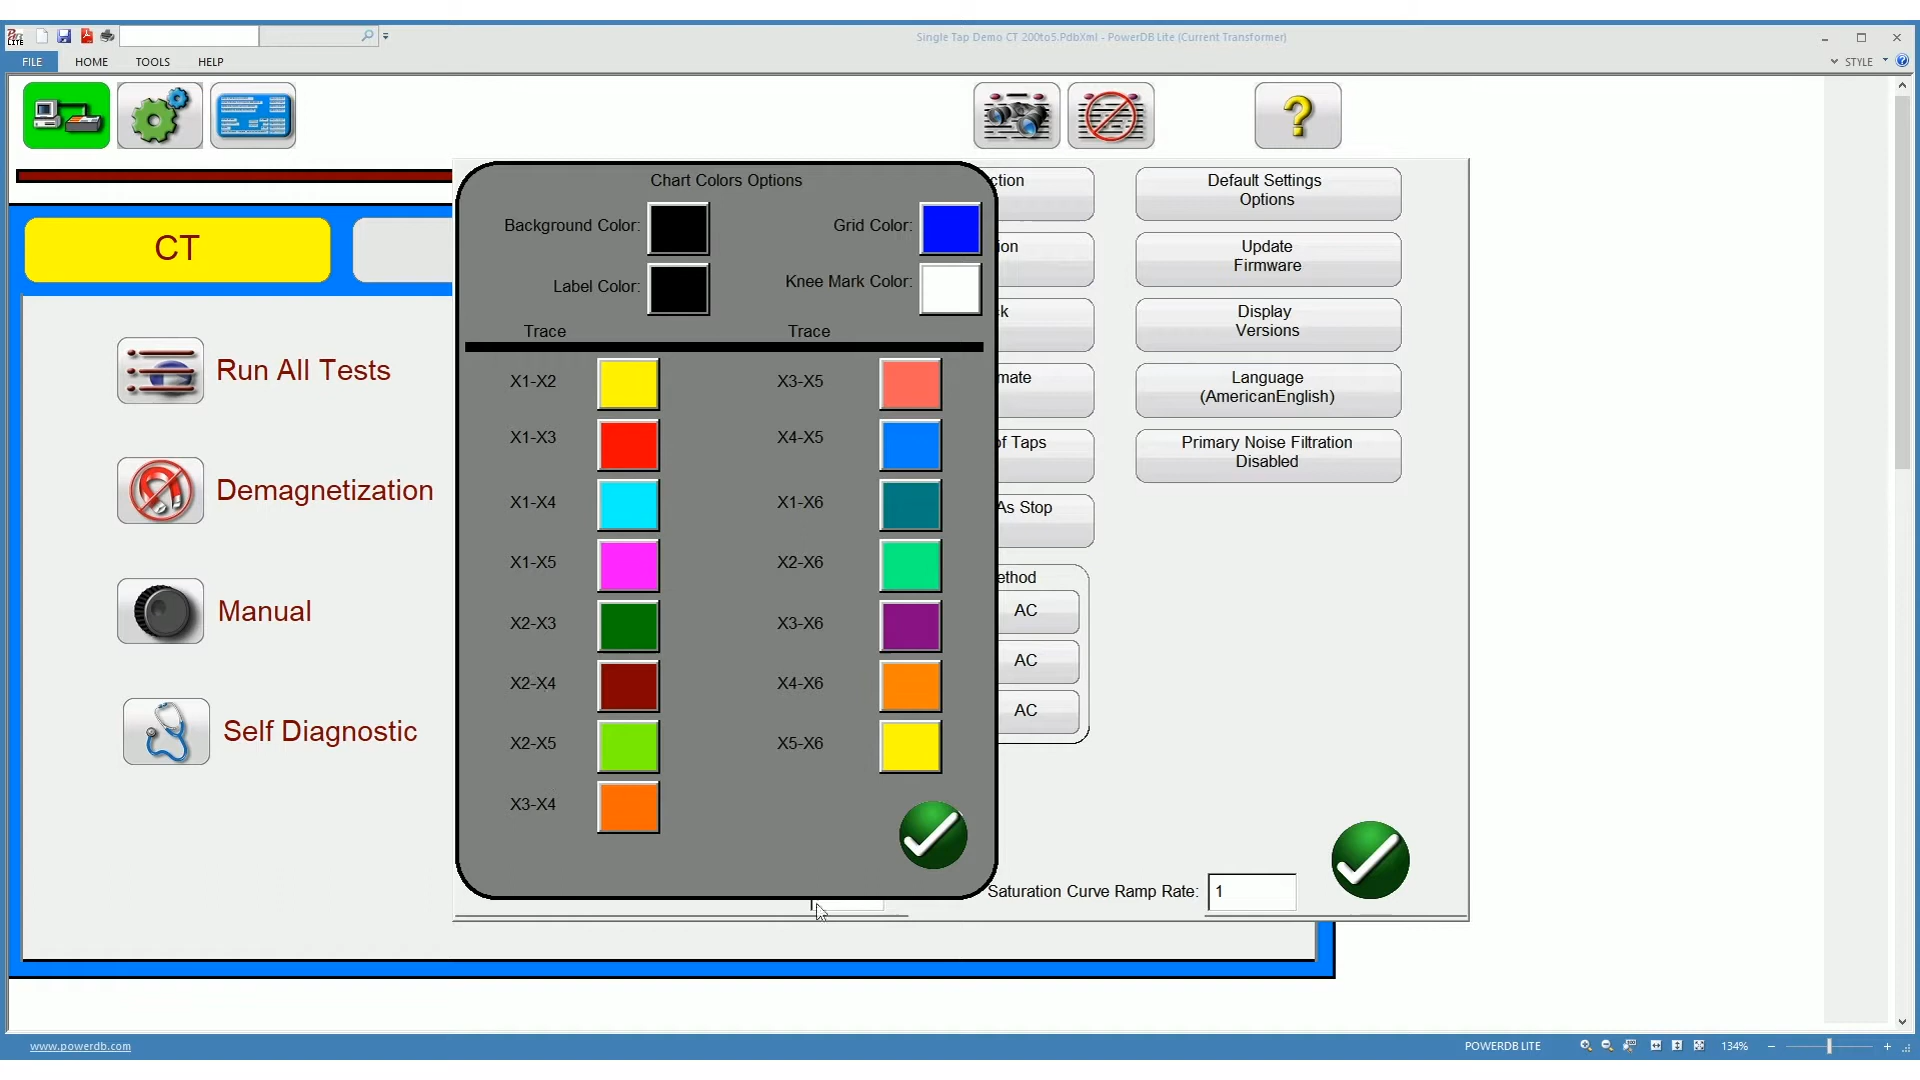 Single Tap Demo CT 200to5.PdbXml - PowerDB Lite (Current Transformer)
FILE HOME TOOLS HELP
STYLE
CT
Run All Tests
Demagnetization
Manual
Self Diagnostic
Chart Colors Options
Background Color:
Grid Color:
Label Color:
Knee Mark Color:
Trace
Trace
X1-X2
X3-X5
X1-X3
X4-X5
X1-X4
X1-X6
X1-X5
X2-X6
X2-X3
X3-X6
X2-X4
X4-X6
X2-X5
X5-X6
X3-X4
ction
ion
k
mate
of Taps
As Stop
ethod
AC
AC
AC
Default Settings
Options
Update
Firmware
Display
Versions
Language
(AmericanEnglish)
Primary Noise Filtration
Disabled
Saturation Curve Ramp Rate: 1
www.powerdb.com
POWERDB LITE
134%